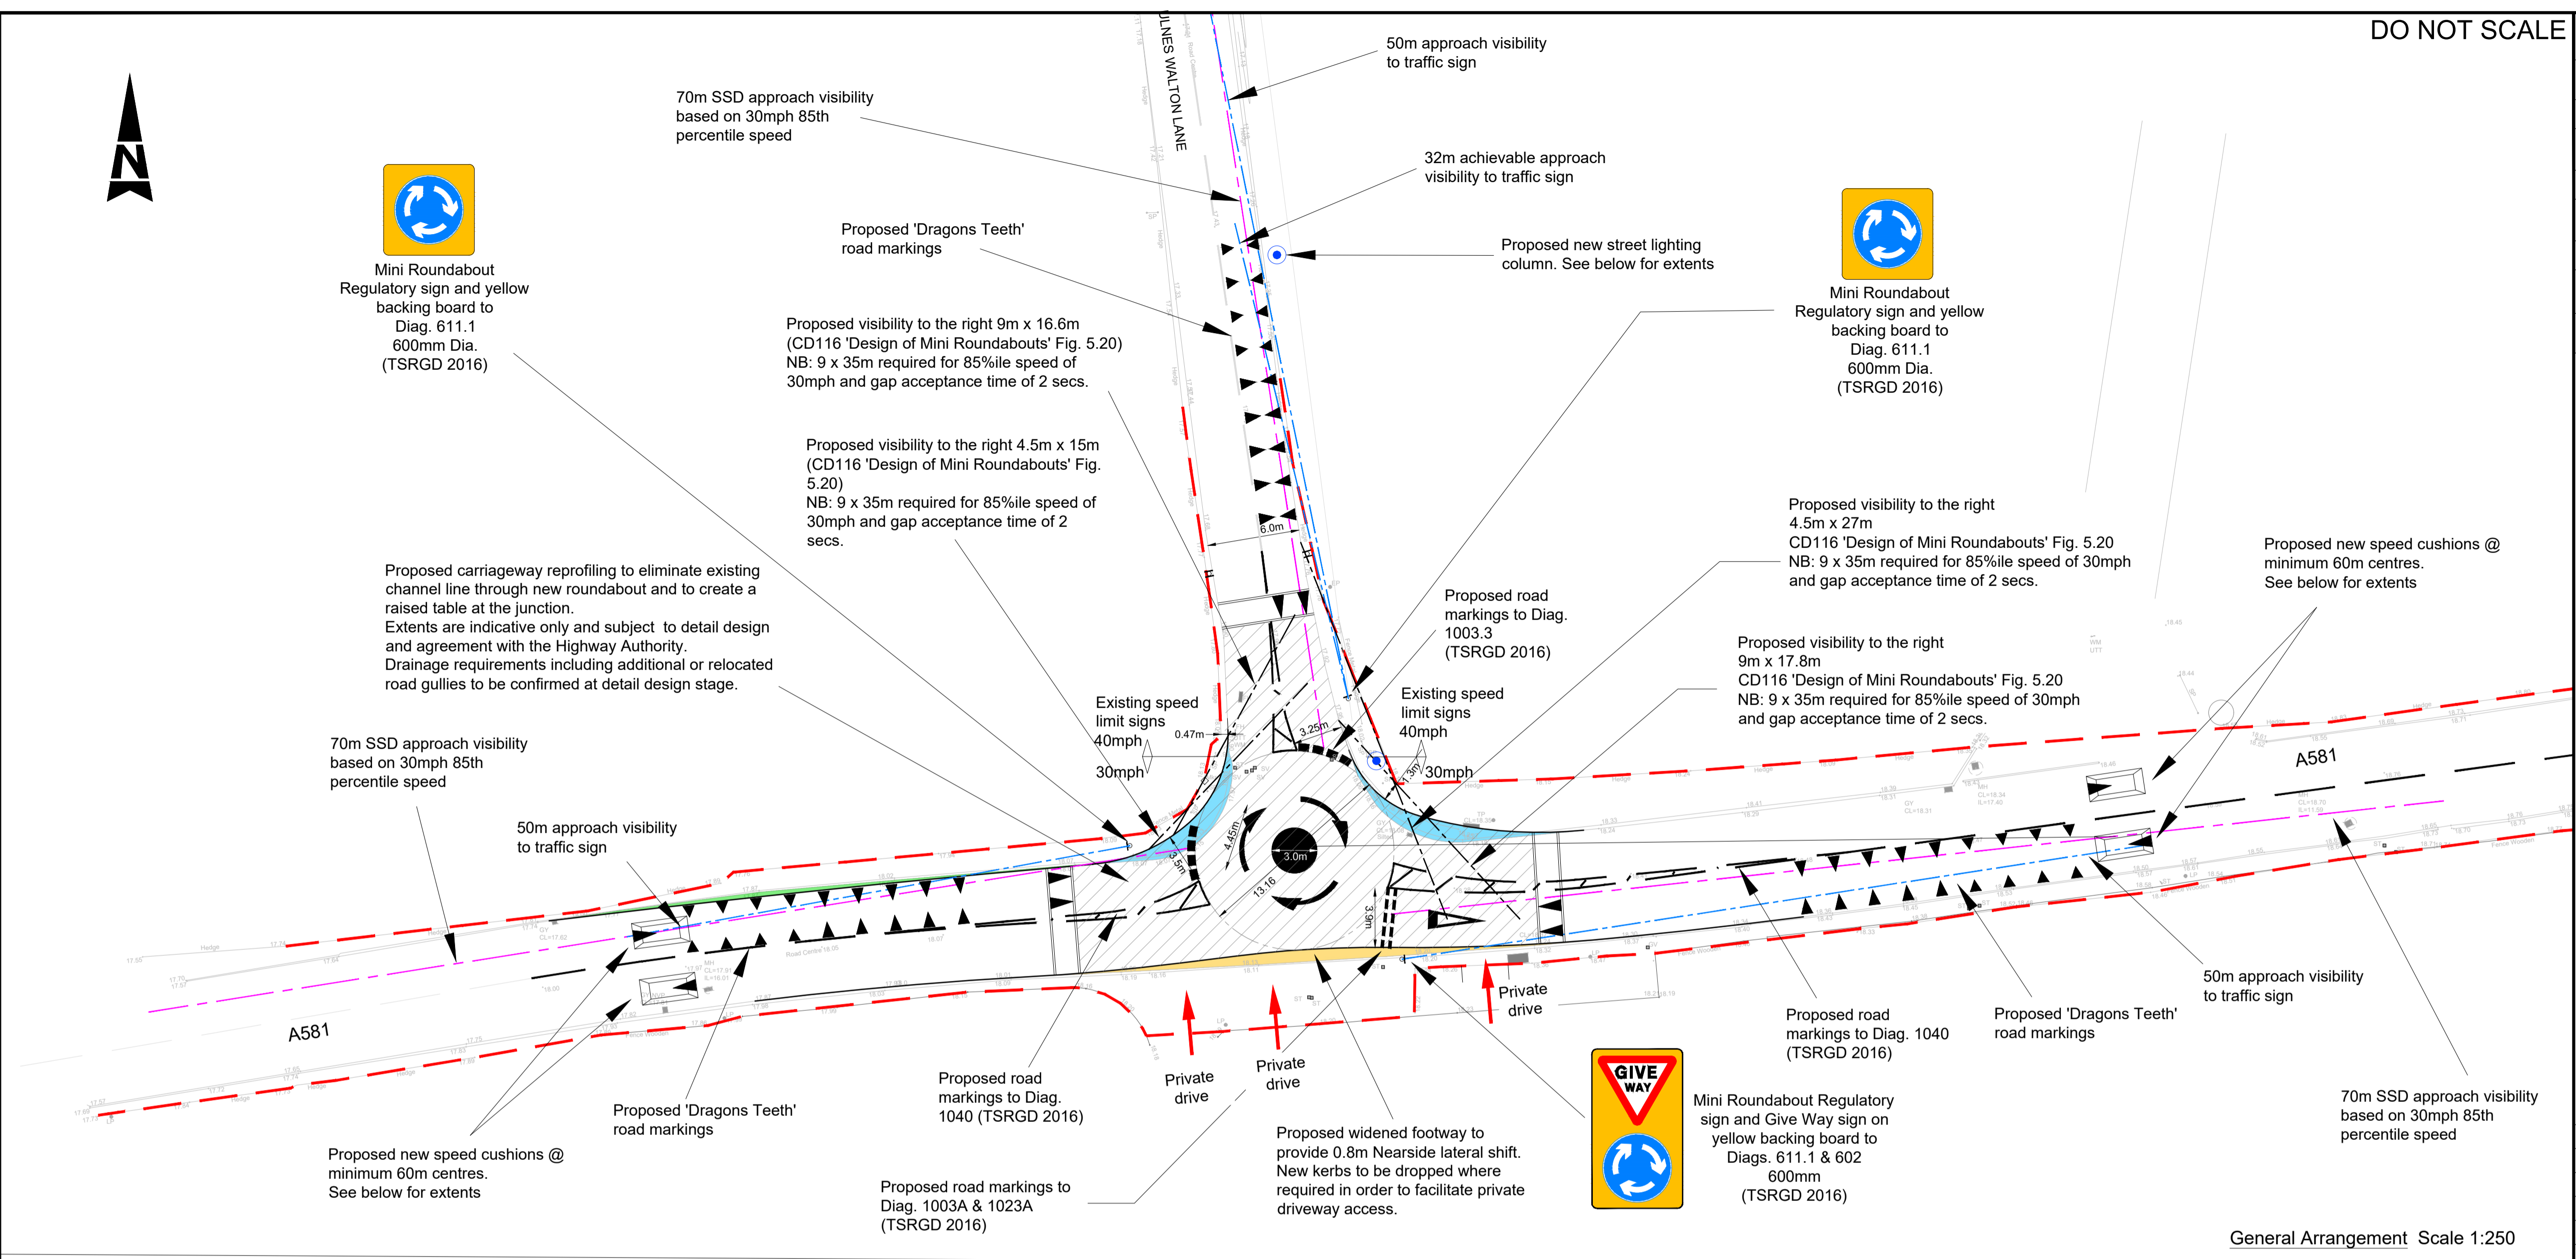 DO NOT SCALE
ULNES WALTON LANE
50m approach visibility
to traffic sign
70m SSD approach visibility
based on 30mph 85th
percentile speed
32m achievable approach
visibility to traffic sign
N
Proposed 'Dragons Teeth'
road markings
Proposed new street lighting
column. See below for extents
Mini Roundabout
Regulatory sign and yellow
backing board to
Diag. 611.1
600mm Dia.
(TSRGD 2016)
Mini Roundabout
Regulatory sign and yellow
backing board to
Diag. 611.1
600mm Dia.
(TSRGD 2016)
Proposed visibility to the right 9m x 16.6m
(CD116 'Design of Mini Roundabouts' Fig. 5.20)
NB: 9 x 35m required for 85%ile speed of
30mph and gap acceptance time of 2 secs.
Proposed visibility to the right 4.5m x 15m
(CD116 'Design of Mini Roundabouts' Fig.
5.20)
NB: 9 x 35m required for 85%ile speed of
30mph and gap acceptance time of 2
secs.
6.0m
Proposed visibility to the right
4.5m x 27m
CD116 'Design of Mini Roundabouts' Fig. 5.20
NB: 9 x 35m required for 85%ile speed of 30mph
and gap acceptance time of 2 secs.
Proposed new speed cushions @
minimum 60m centres.
See below for extents
Proposed carriageway reprofiling to eliminate existing
channel line through new roundabout and to create a
raised table at the junction.
Extents are indicative only and subject to detail design
and agreement with the Highway Authority.
Drainage requirements including additional or relocated
road gullies to be confirmed at detail design stage.
Proposed road
markings to Diag.
1003.3
(TSRGD 2016)
Proposed visibility to the right
9m x 17.8m
CD116 'Design of Mini Roundabouts' Fig. 5.20
NB: 9 x 35m required for 85%ile speed of 30mph
and gap acceptance time of 2 secs.
Existing speed
limit signs
40mph
30mph
0.47m
3.25m
Existing speed
limit signs
40mph
30mph
1.3m
A581
70m SSD approach visibility
based on 30mph 85th
percentile speed
50m approach visibility
to traffic sign
4.45m
3.5m
3.0m
13.16
3.9m
A581
Private
drive
Private
drive
Private
drive
50m approach visibility
to traffic sign
Proposed road
markings to Diag. 1040
(TSRGD 2016)
Proposed 'Dragons Teeth'
road markings
70m SSD approach visibility
based on 30mph 85th
percentile speed
Proposed road
markings to Diag.
1040 (TSRGD 2016)
Proposed 'Dragons Teeth'
road markings
Proposed new speed cushions @
minimum 60m centres.
See below for extents
Proposed road markings to
Diag. 1003A & 1023A
(TSRGD 2016)
Proposed widened footway to
provide 0.8m Nearside lateral shift.
New kerbs to be dropped where
required in order to facilitate private
driveway access.
GIVE
WAY
Mini Roundabout Regulatory
sign and Give Way sign on
yellow backing board to
Diags. 611.1 & 602
600mm
(TSRGD 2016)
General Arrangement Scale 1:250